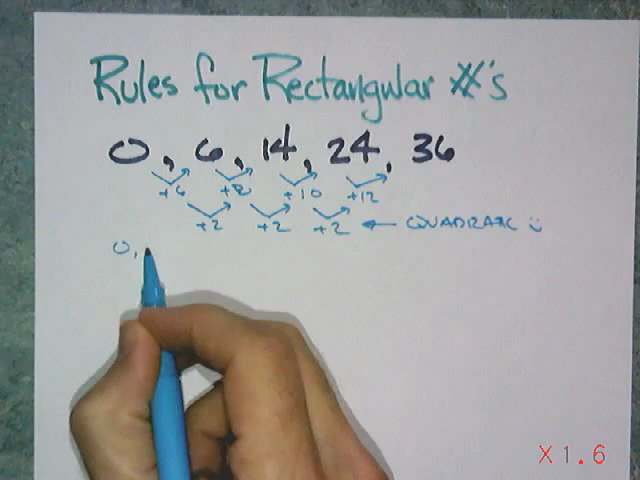 Rules for Rectangular #'s
0, 6, 14, 24, 36
+6 +8 +10 +12
+2 +2 +2 ← QUADRATIC ☺
0,
X1.6